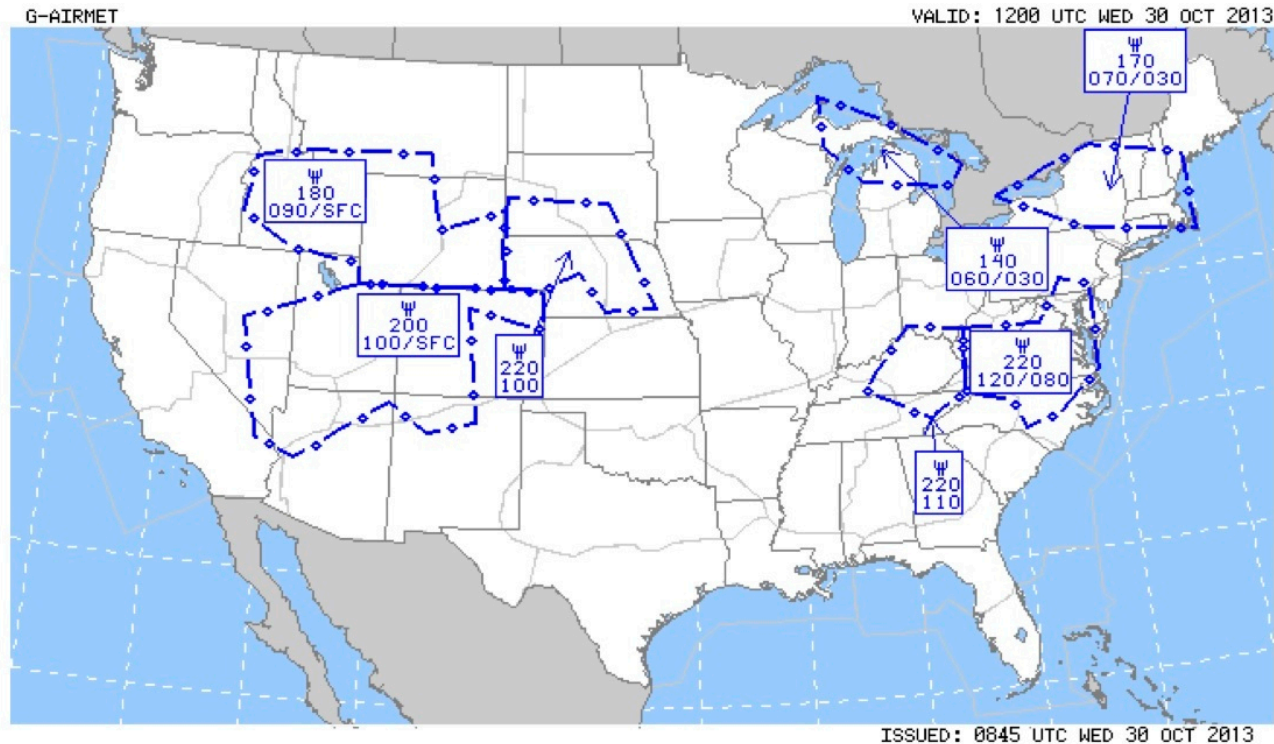 G-AIRMET
VALID: 1200 UTC WED 30 OCT 2013
170
070/030
180
090/SFC
140
060/030
200
100/SFC
220
100
220
120/080
220
110
ISSUED: 0845 UTC WED 30 OCT 2013